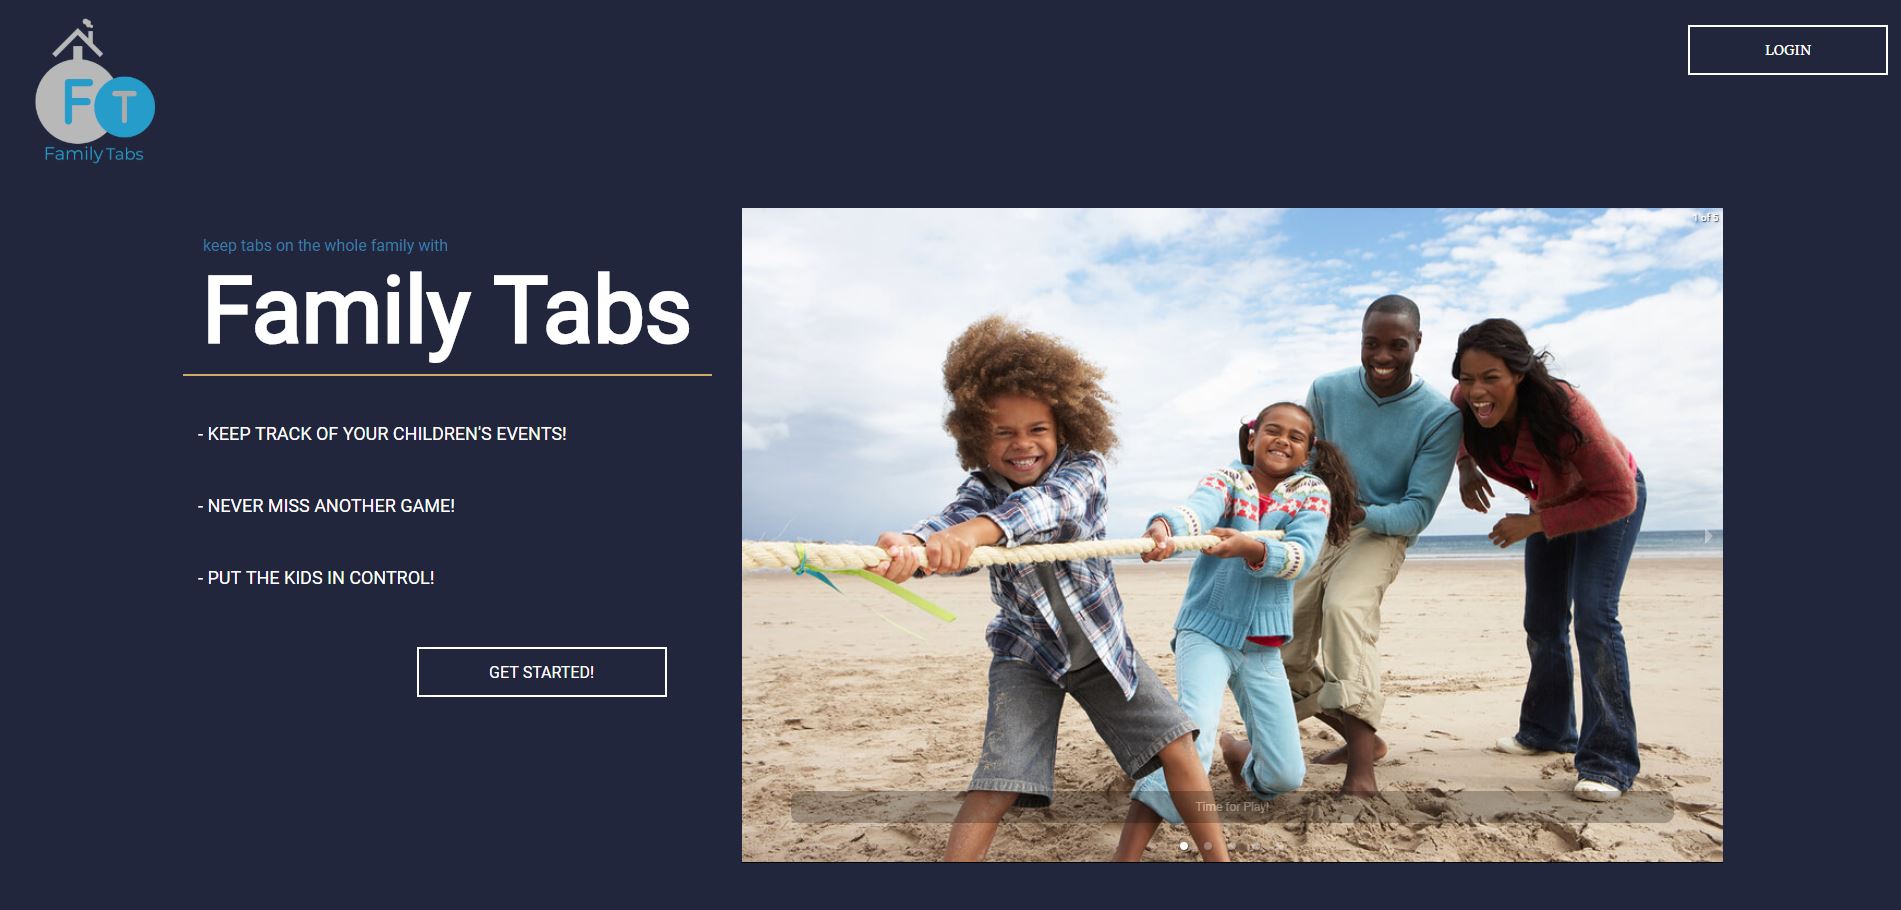 F T
Family Tabs
LOGIN
keep tabs on the whole family with
Family Tabs
- KEEP TRACK OF YOUR CHILDREN'S EVENTS!
- NEVER MISS ANOTHER GAME!
- PUT THE KIDS IN CONTROL!
GET STARTED!
1 of 5
Time for Play!